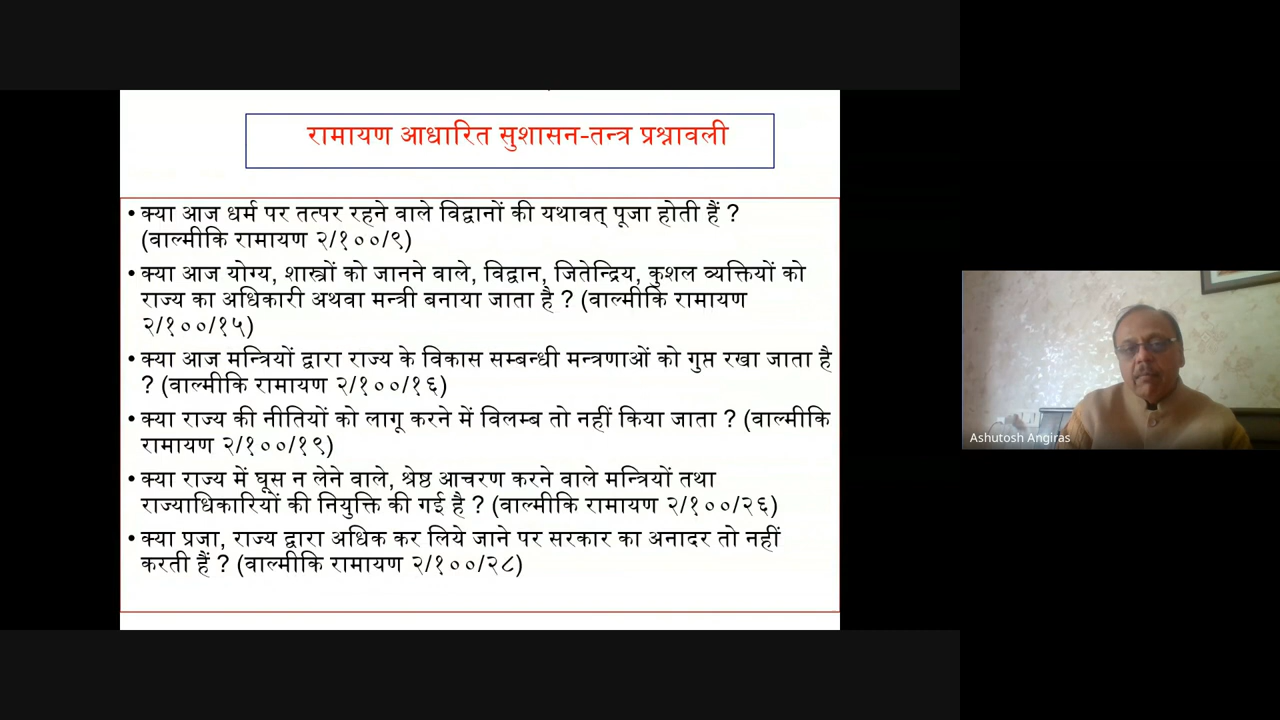 रामायण आधारित सुशासन-तन्त्र प्रश्नावली
• क्या आज धर्म पर तत्पर रहने वाले विद्वानों की यथावत् पूजा होती हैं ?
(वाल्मीकि रामायण २/१००/९)
• क्या आज योग्य, शास्त्रों को जानने वाले, विद्वान, जितेन्द्रिय, कुशल व्यक्तियों को
राज्य का अधिकारी अथवा मन्त्री बनाया जाता है ? (वाल्मीकि रामायण
२/१००/१५)
• क्या आज मन्त्रियों द्वारा राज्य के विकास सम्बन्धी मन्त्रणाओं को गुप्त रखा जाता है
? (वाल्मीकि रामायण २/१००/१६)
• क्या राज्य की नीतियों को लागू करने में विलम्ब तो नहीं किया जाता ? (वाल्मीकि
रामायण २/१००/१९)
• क्या राज्य में घूस न लेने वाले, श्रेष्ठ आचरण करने वाले मन्त्रियों तथा
राज्याधिकारियों की नियुक्ति की गई है ? (वाल्मीकि रामायण २/१००/२६)
• क्या प्रजा, राज्य द्वारा अधिक कर लिये जाने पर सरकार का अनादर तो नहीं
करती हैं ? (वाल्मीकि रामायण २/१००/२८)
Ashutosh Angiras